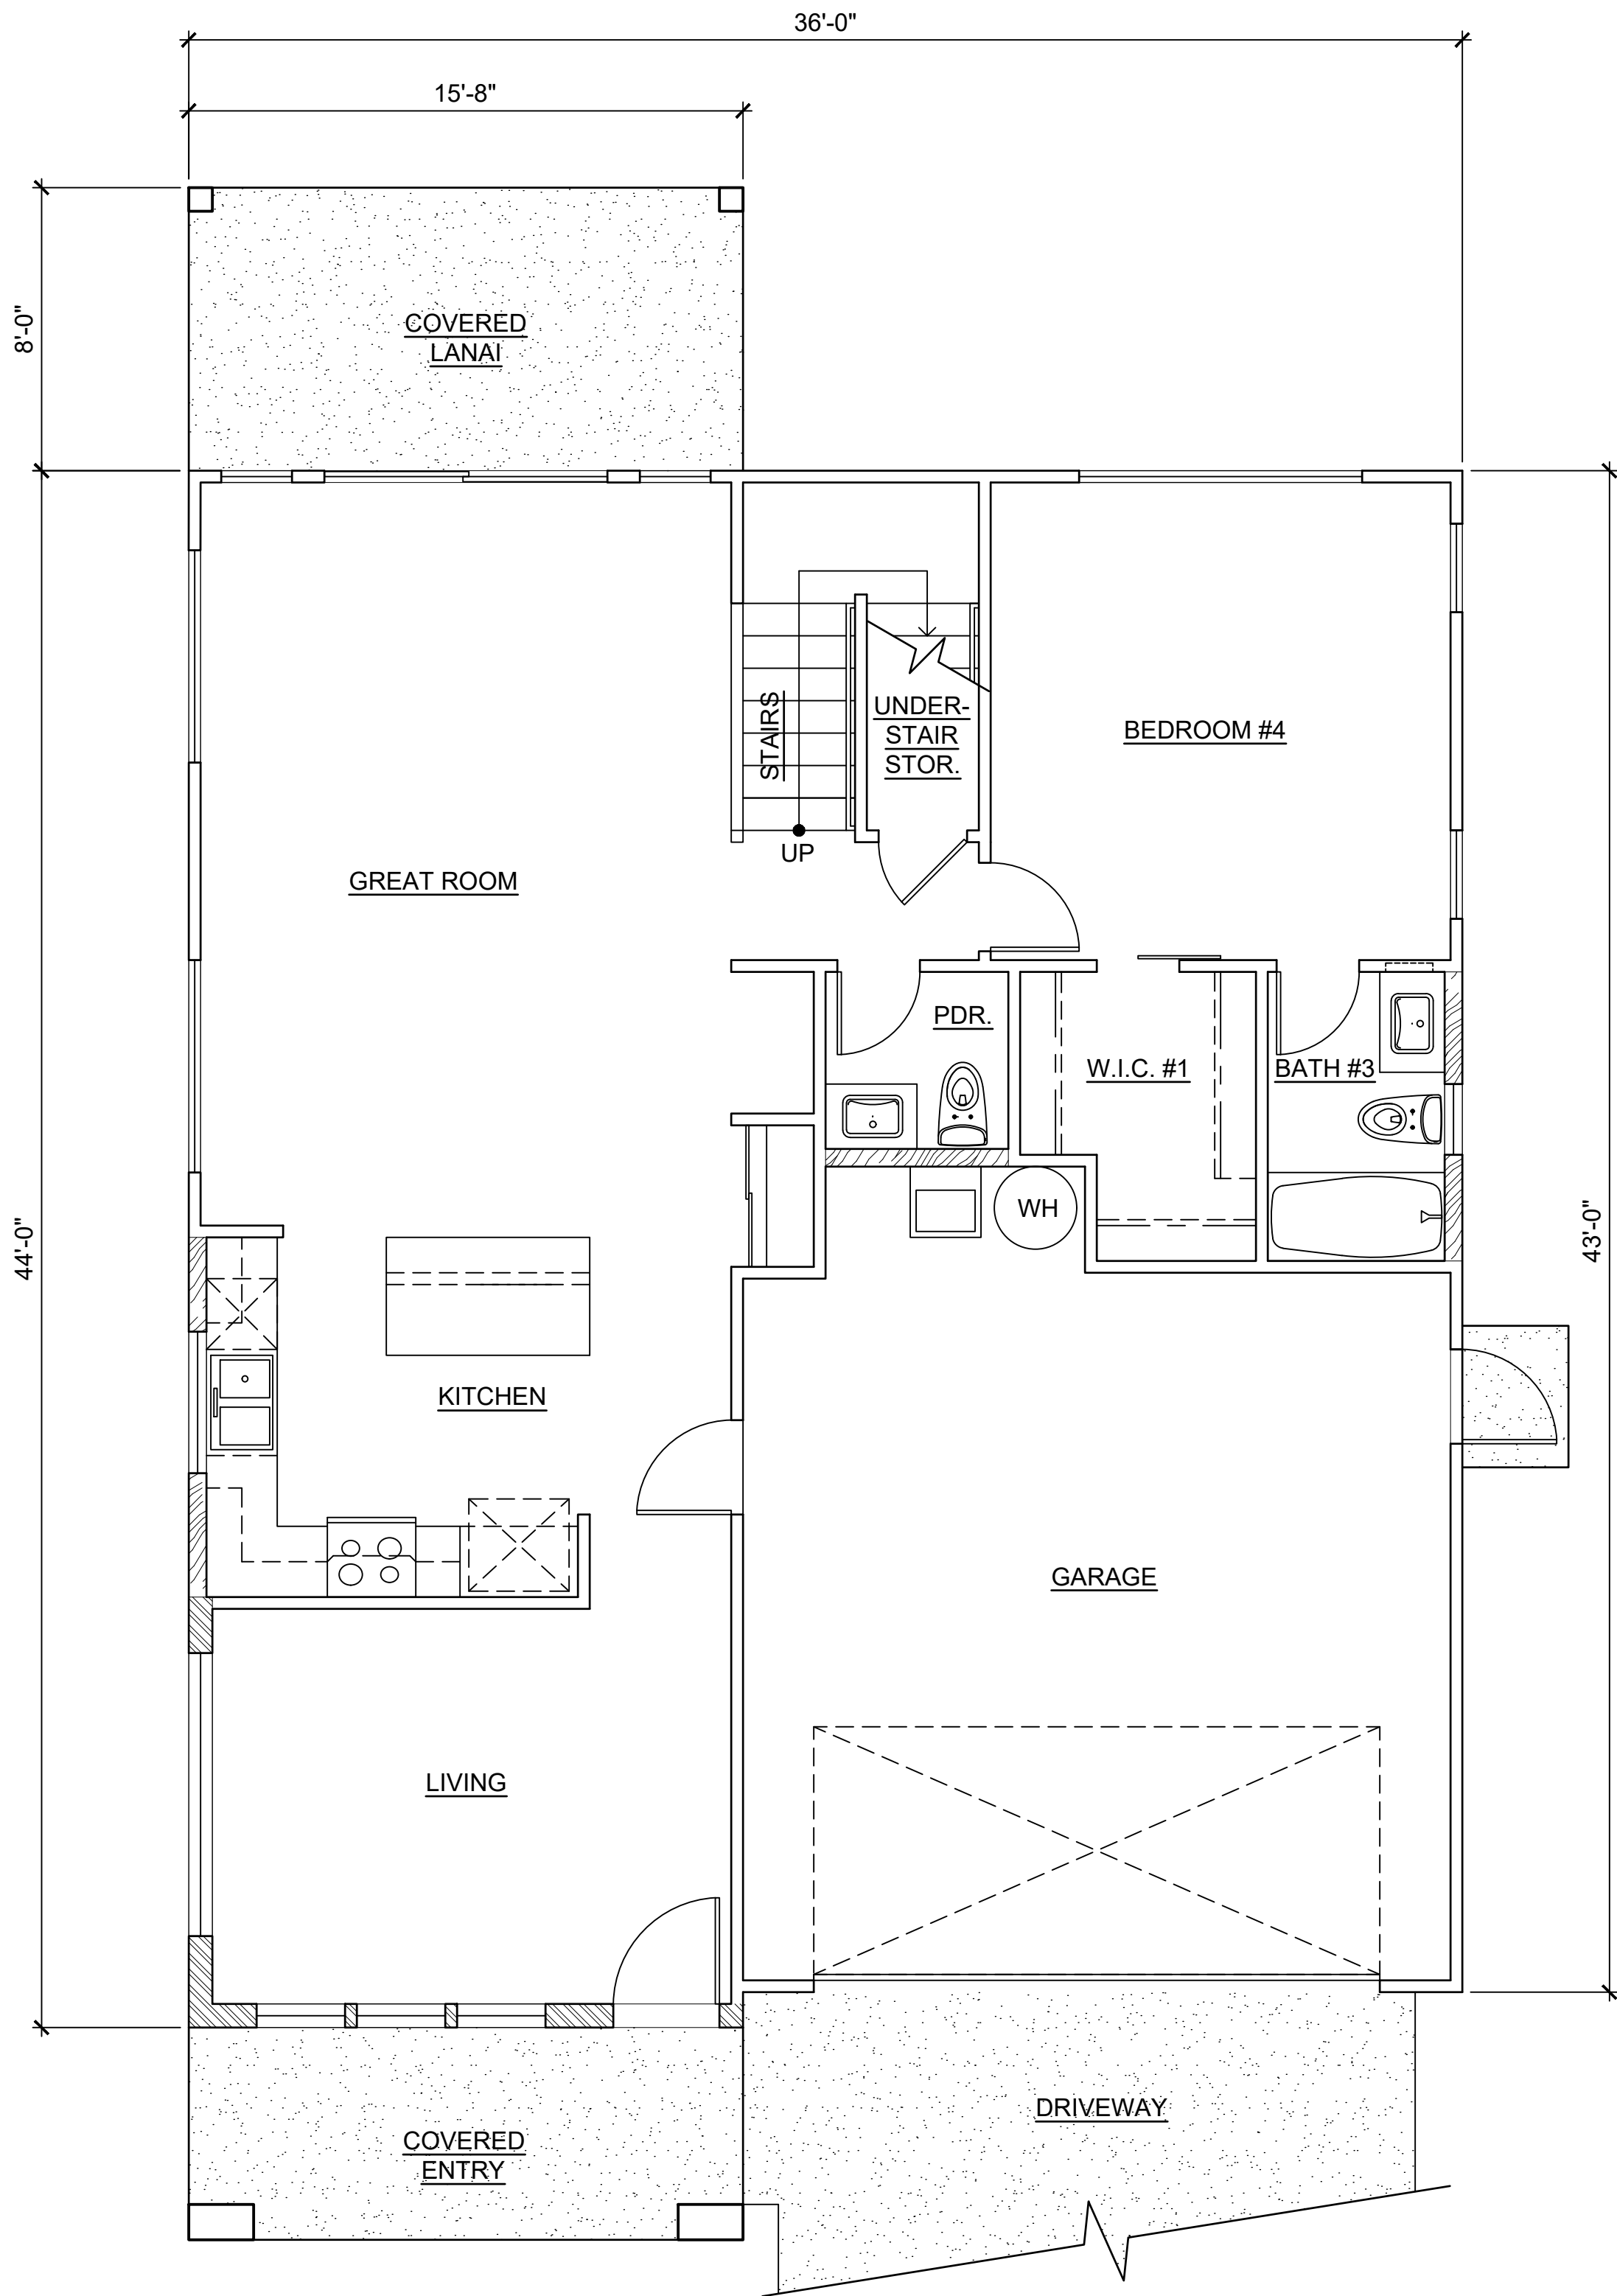 36'-0"
15'-8"
8'-0"
COVERED
LANAI
STAIRS
UNDER-
STAIR
STOR.
BEDROOM #4
UP
GREAT ROOM
PDR.
W.I.C. #1
BATH #3
WH
44'-0"
43'-0"
KITCHEN
GARAGE
LIVING
DRIVEWAY
COVERED
ENTRY